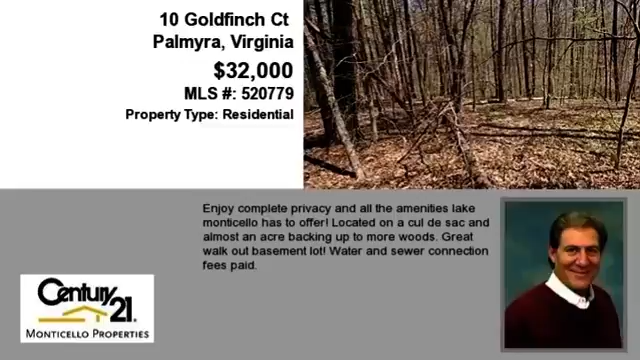 10 Goldfinch Ct
Palmyra, Virginia
$32,000
MLS #: 520779
Property Type: Residential
Enjoy complete privacy and all the amenities lake
monticello has to offer! Located on a cul de sac and
almost an acre backing up to more woods. Great
walk out basement lot! Water and sewer connection
fees paid.
Century 21.
MONTICELLO PROPERTIES